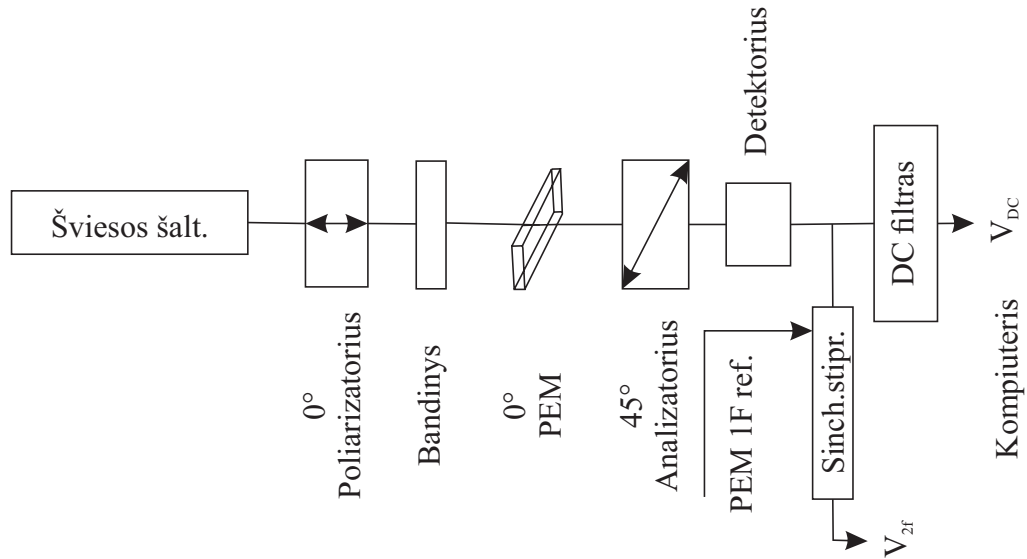 Šviesos šalt.
0°
Poliarizatorius
Bandinys
0°
PEM
45°
Analizatorius
Detektorius
PEM 1F ref.
Sinch.stipr.
DC filtras
V2f
VDC
Kompiuteris